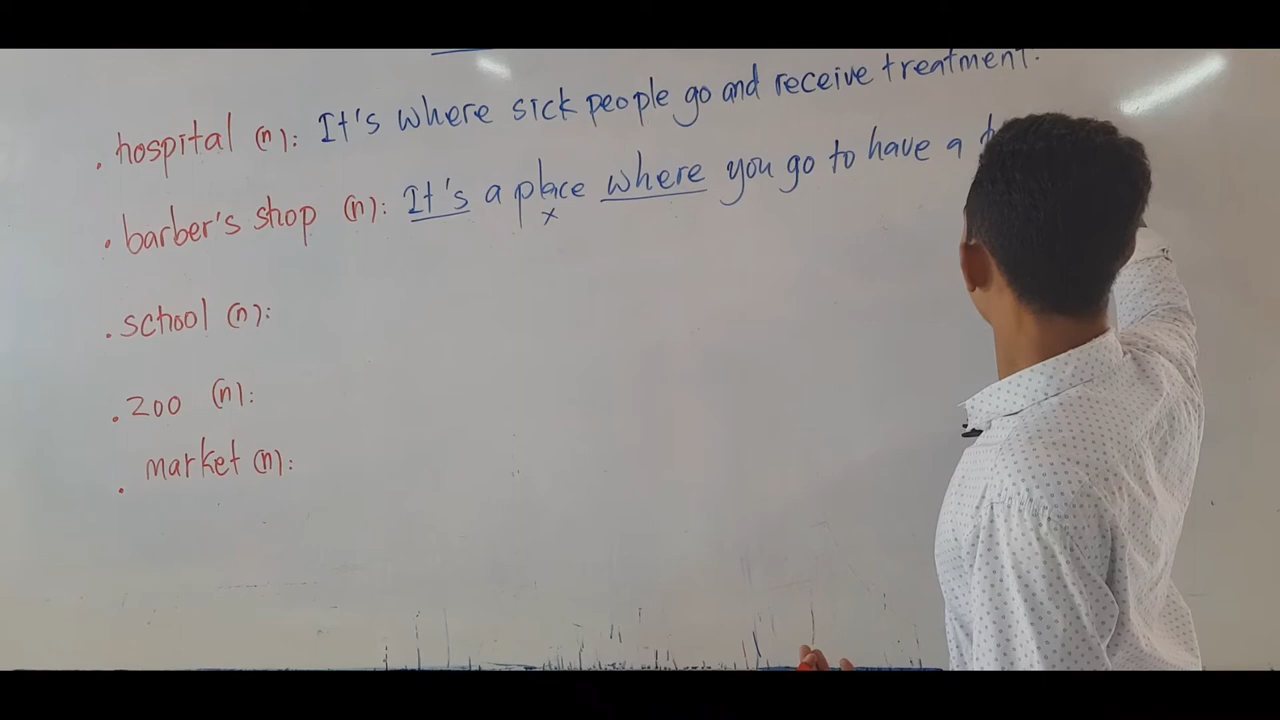 . hospital (n): It's where sick people go and receive treatment.
. barber's shop (n): It's a place where you go to have a
x
. school (n):
. zoo (n):
. market (n):